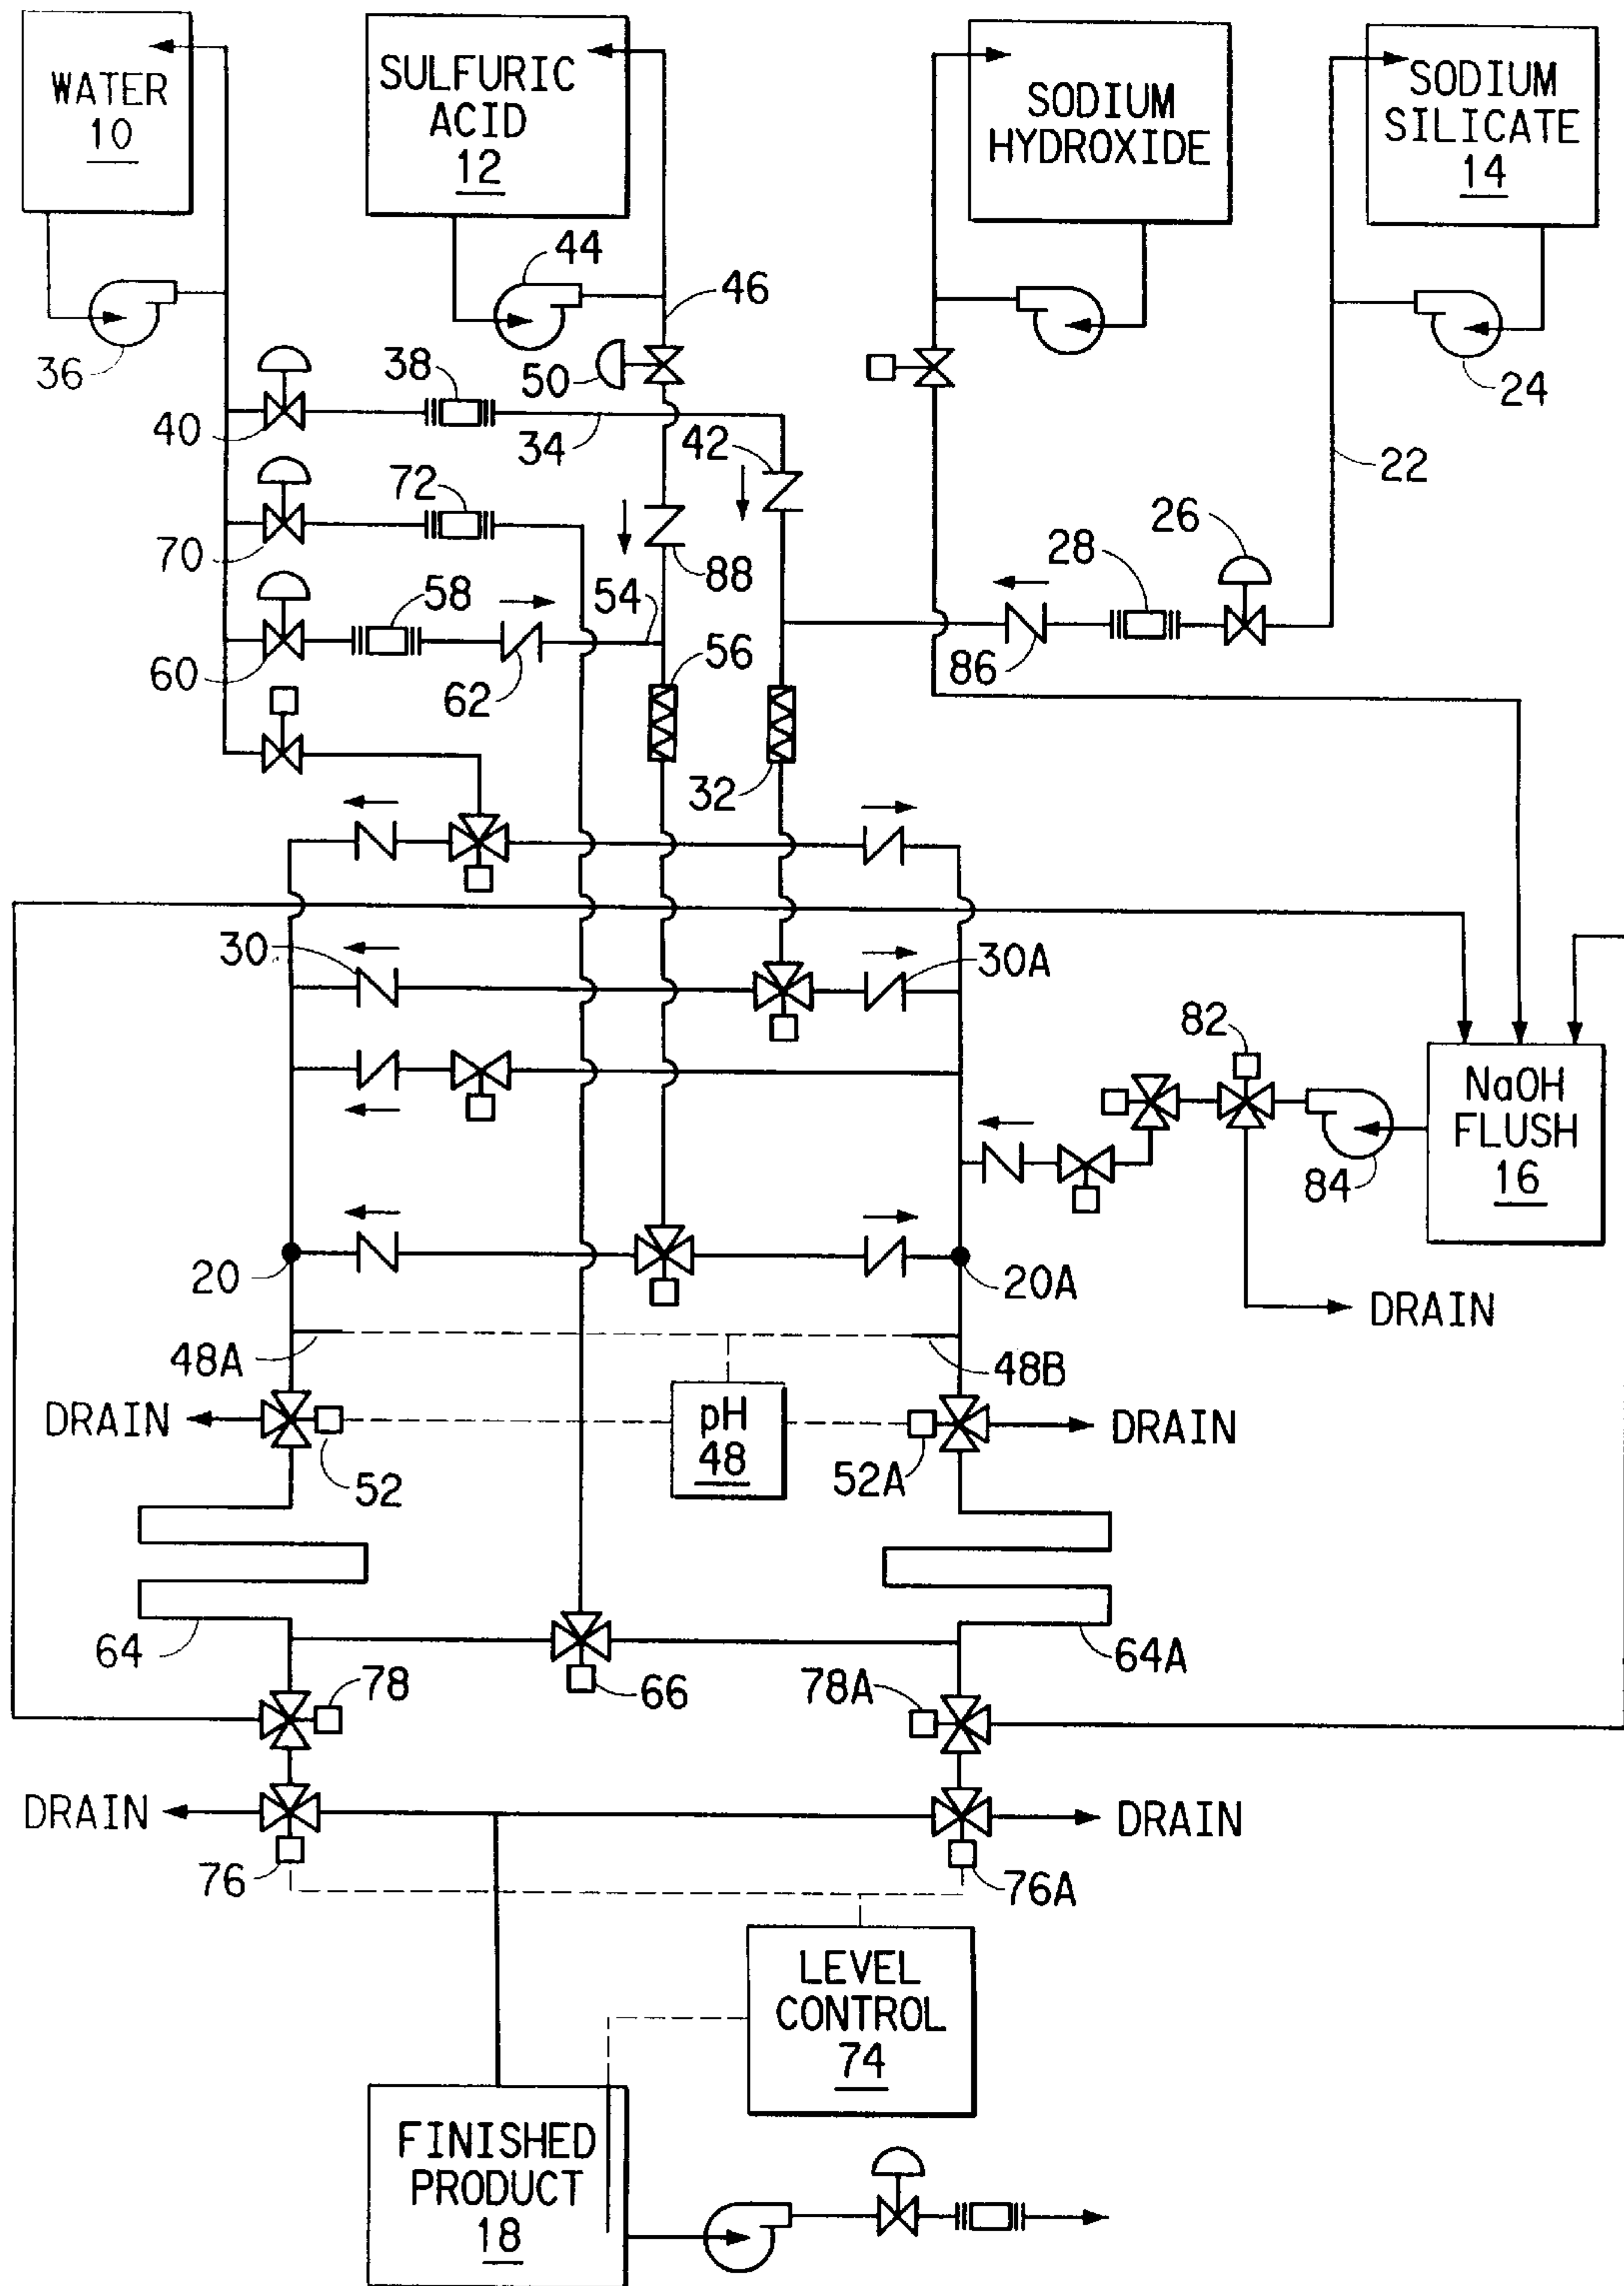 WATER
10
SULFURIC
ACID
12
SODIUM
HYDROXIDE
SODIUM
SILICATE
14
36
44
46
24
40
38
34
50
42
22
70
72
88
26
28
60
58
62
54
56
86
32
30
30A
82
NaOH
FLUSH
16
84
20
20A
DRAIN
48A
48B
DRAIN
52
pH
48
52A
DRAIN
64
66
64A
78
78A
DRAIN
DRAIN
76
76A
LEVEL
CONTROL
74
FINISHED
PRODUCT
18